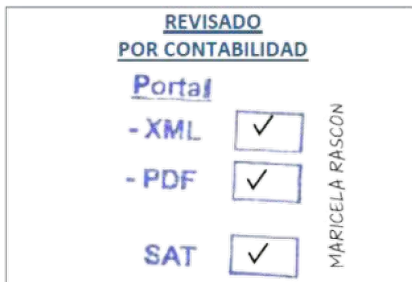 REVISADO
POR CONTABILIDAD
Portal
- XML ✓
- PDF ✓
SAT ✓
MARICELA RASCON